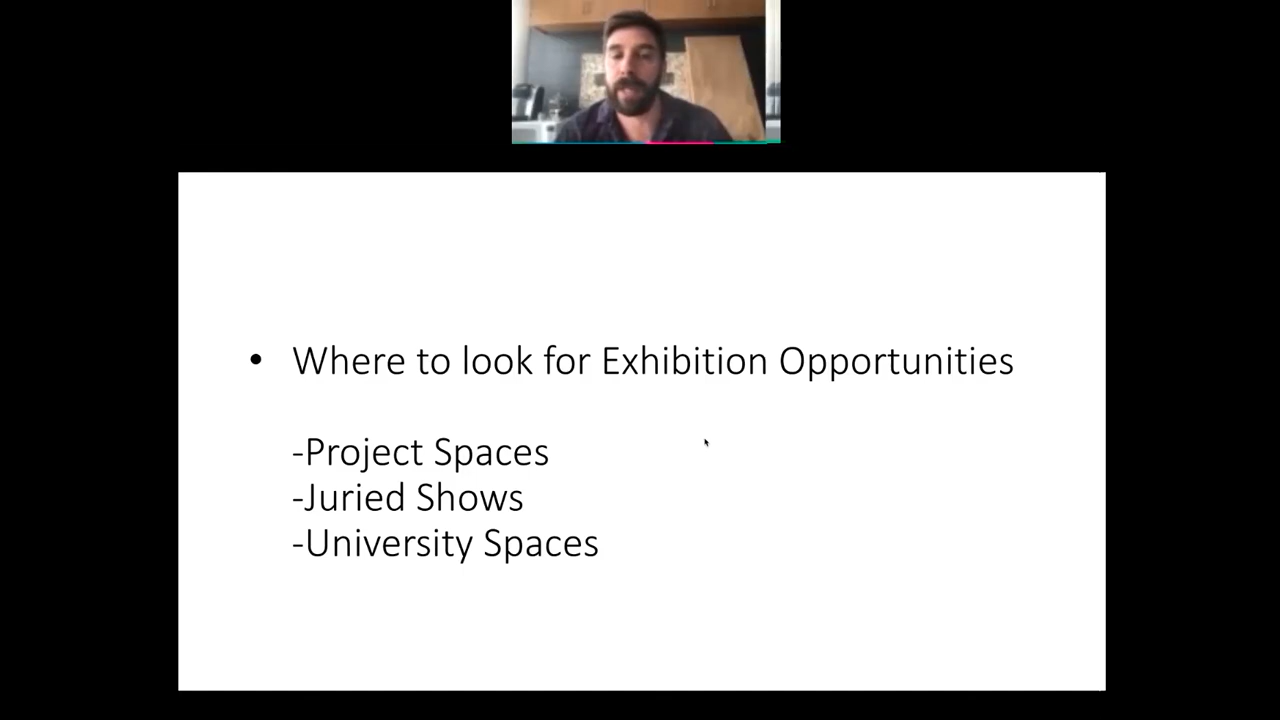 • Where to look for Exhibition Opportunities
-Project Spaces
-Juried Shows
-University Spaces